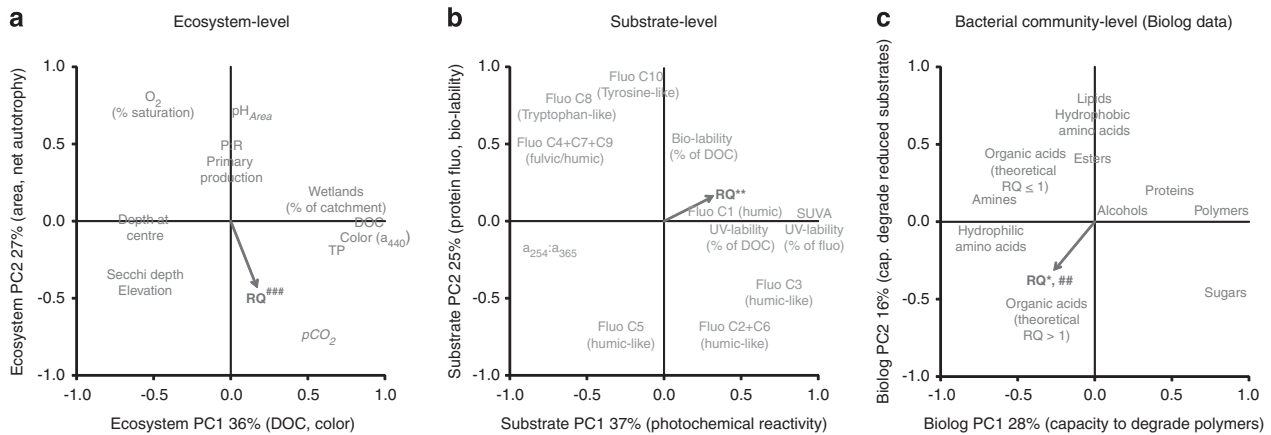 a
Ecosystem-level
Ecosystem PC2 27% (area, net autotrophy)
1.0
0.5
0.0
-0.5
-1.0
O2
(% saturation)
pHArea
P:R
Primary
production
Wetlands
(% of catchment)
Depth at
centre
DOC
Color (a440)
TP
Secchi depth
Elevation
RQ###
pCO2
-1.0
-0.5
0.0
0.5
1.0
Ecosystem PC1 36% (DOC, color)
b
Substrate-level
Substrate PC2 25% (protein fluo, bio-lability)
1.0
0.5
0.0
-0.5
-1.0
Fluo C10
(Tyrosine-like)
Fluo C8
(Tryptophan-like)
Fluo C4+C7+C9
(fulvic/humic)
Bio-lability
(% of DOC)
RQ**
Fluo C1 (humic)
SUVA
UV-lability
(% of DOC)
UV-lability
(% of fluo)
a254:a365
Fluo C3
(humic-like)
Fluo C5
(humic-like)
Fluo C2+C6
(humic-like)
-1.0
-0.5
0.0
0.5
1.0
Substrate PC1 37% (photochemical reactivity)
c
Bacterial community-level (Biolog data)
Biolog PC2 16% (cap. degrade reduced substrates)
1.0
0.5
0.0
-0.5
-1.0
Lipids
Hydrophobic
amino acids
Organic acids
(theoretical
RQ ≤ 1)
Esters
Amines
Proteins
Alcohols
Polymers
Hydrophilic
amino acids
RQ*, ##
Organic acids
(theoretical
RQ > 1)
Sugars
-1.0
-0.5
0.0
0.5
1.0
Biolog PC1 28% (capacity to degrade polymers)